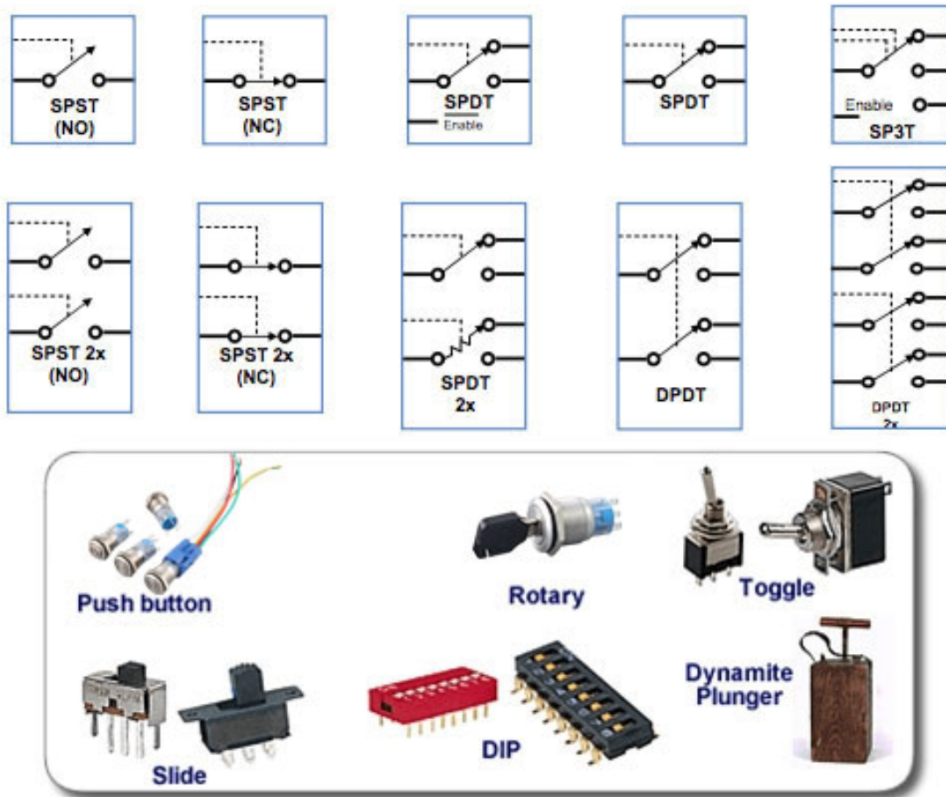 SPST
(NO)
SPST
(NC)
SPDT
Enable
SPDT
Enable
SP3T
SPST 2x
(NO)
SPST 2x
(NC)
SPDT
2x
DPDT
DPDT
2x
Push button
Rotary
Toggle
Slide
DIP
Dynamite
Plunger